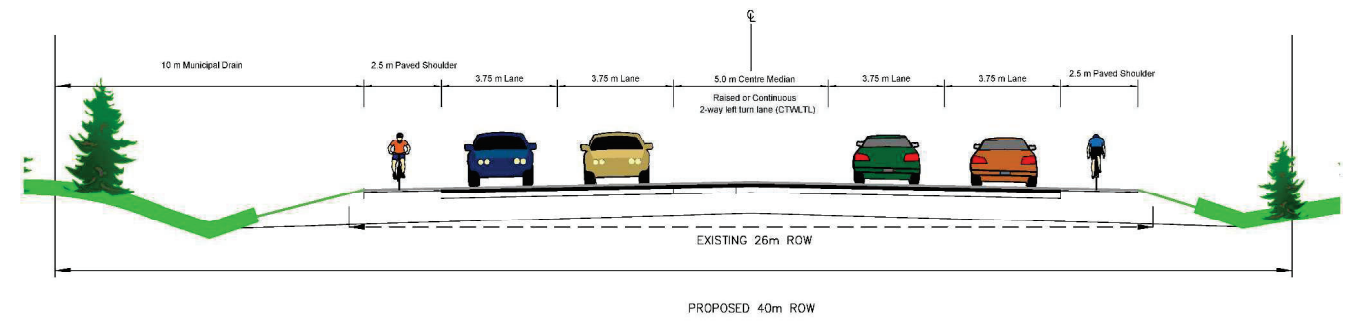 ℄
10 m Municipal Drain
2.5 m Paved Shoulder
3.75 m Lane
3.75 m Lane
5.0 m Centre Median
3.75 m Lane
3.75 m Lane
2.5 m Paved Shoulder
Raised or Continuous
2-way left turn lane (CTWLTL)
EXISTING 26m ROW
PROPOSED 40m ROW